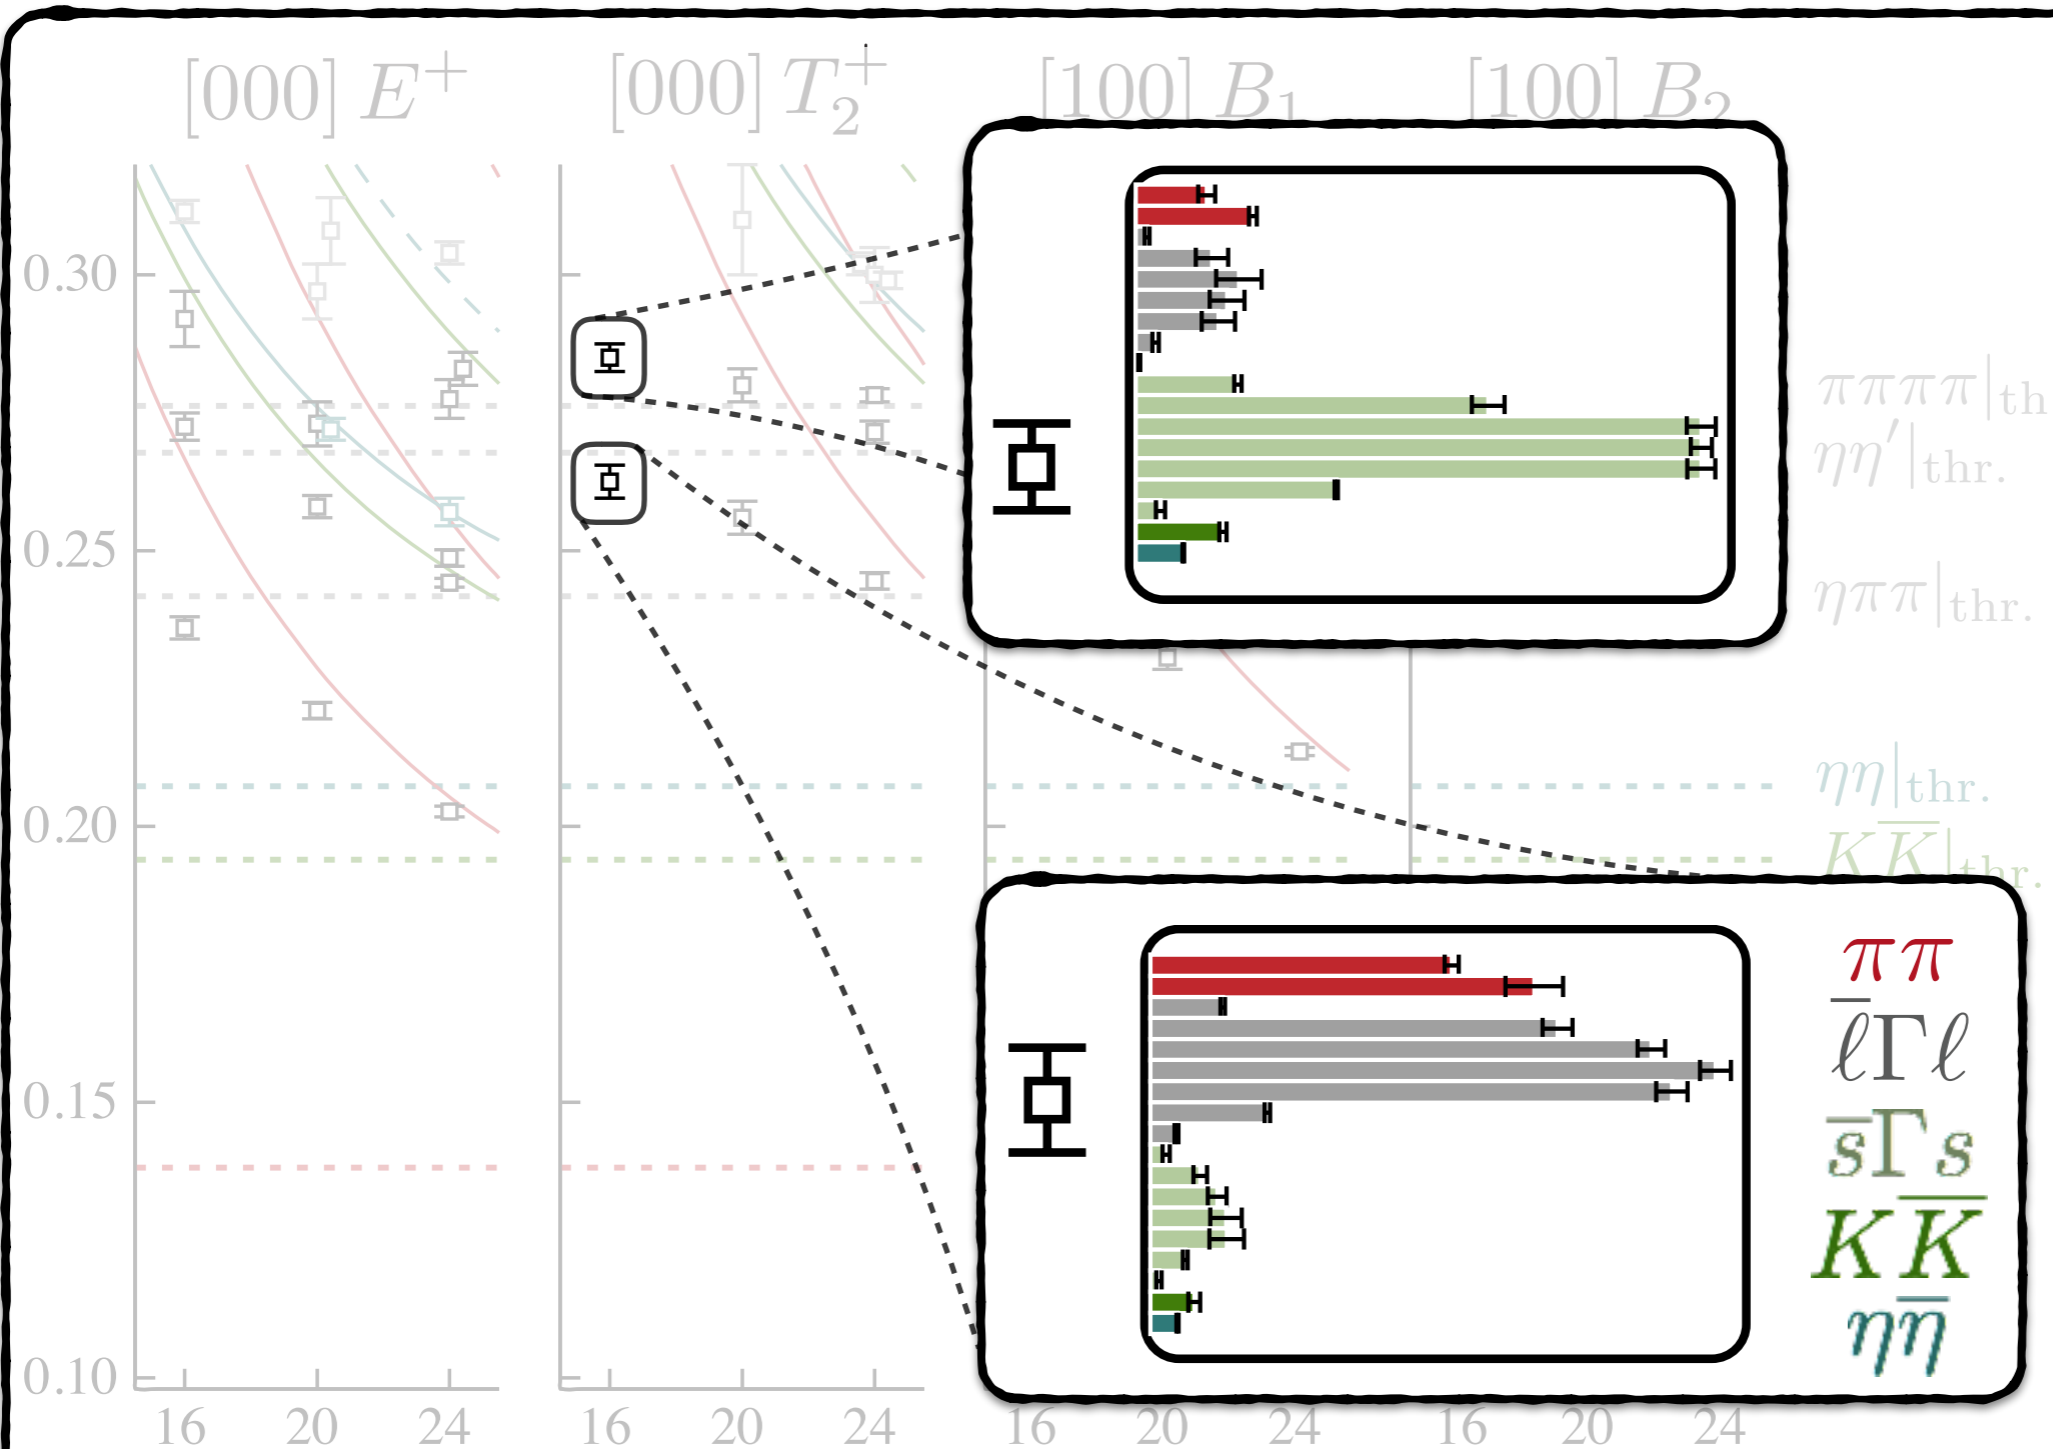 [000] E⁺ [000] T₂⁺ [100] B₁ [100] B₂
0.30
0.25
0.20
0.15
0.10
ππππ|th
ηη′|thr.
ηππ|thr.
ηη|thr.
KK̅|thr.
ππ
ℓ̅Γℓ
s̅Γs
KK̅
ηη̅
16 20 24 16 20 24 16 20 24 16 20 24